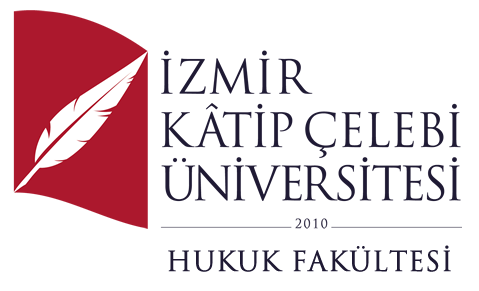 İZMİR
KÂTİP ÇELEBİ
ÜNİVERSİTESİ
2010
HUKUK FAKÜLTESİ